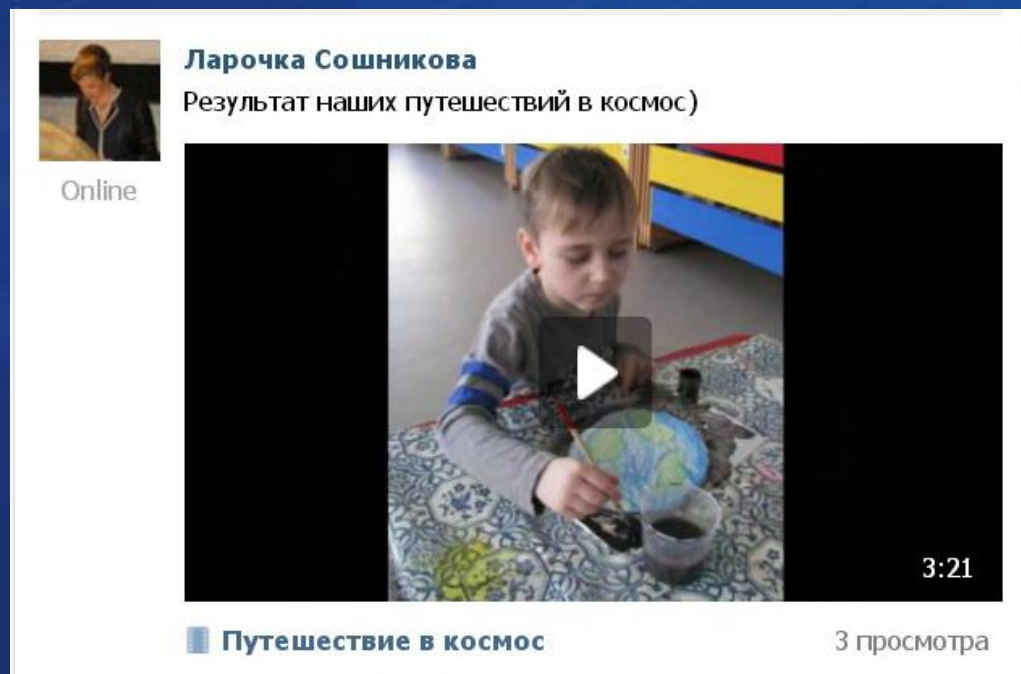 Ларочка Сошникова
Результат наших путешествий в космос)
Online
3:21
Путешествие в космос
3 просмотра